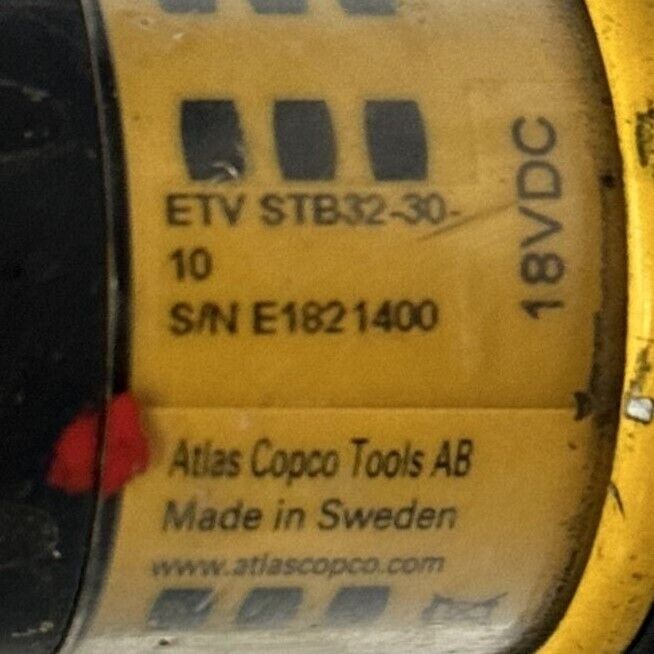 ETV STB32-30-
10
S/N E1821400
18VDC
Atlas Copco Tools AB
Made in Sweden
www.atlascopco.com